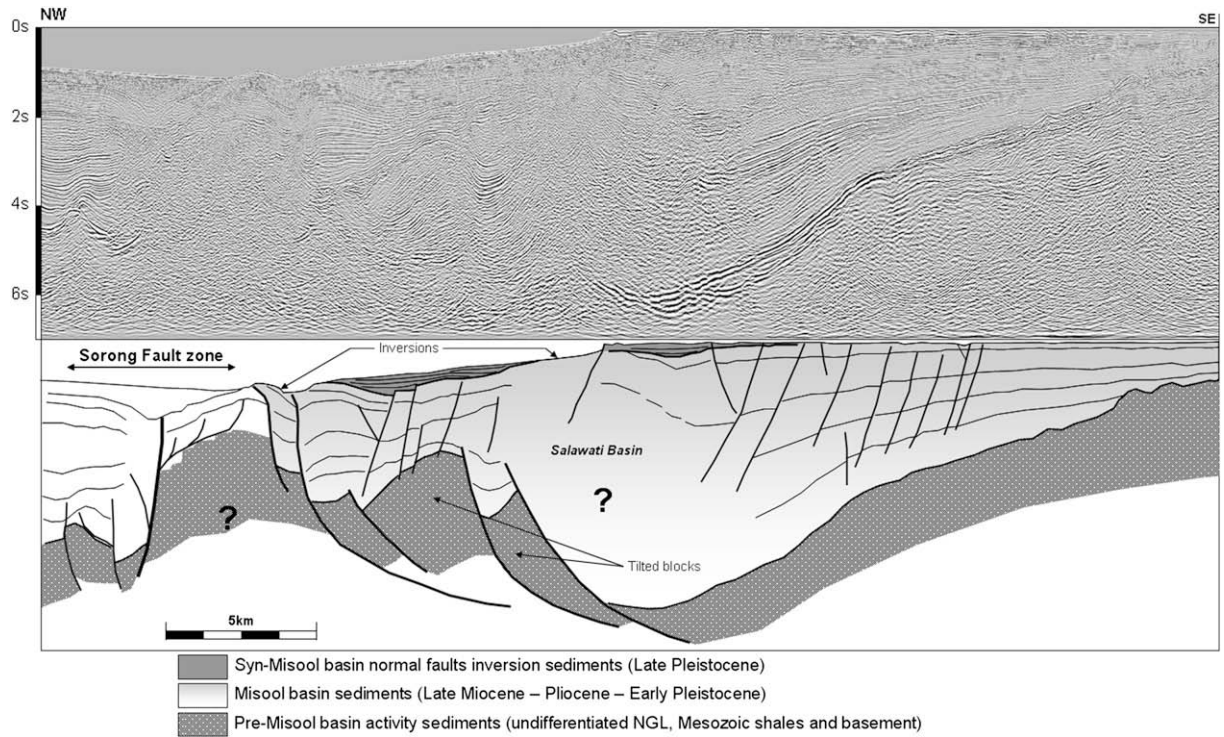 NW
SE
0s
2s
4s
6s
Sorong Fault zone
Inversions
Salawati Basin
?
?
Tilted blocks
5km
Syn-Misool basin normal faults inversion sediments (Late Pleistocene)
Misool basin sediments (Late Miocene – Pliocene – Early Pleistocene)
Pre-Misool basin activity sediments (undifferentiated NGL, Mesozoic shales and basement)